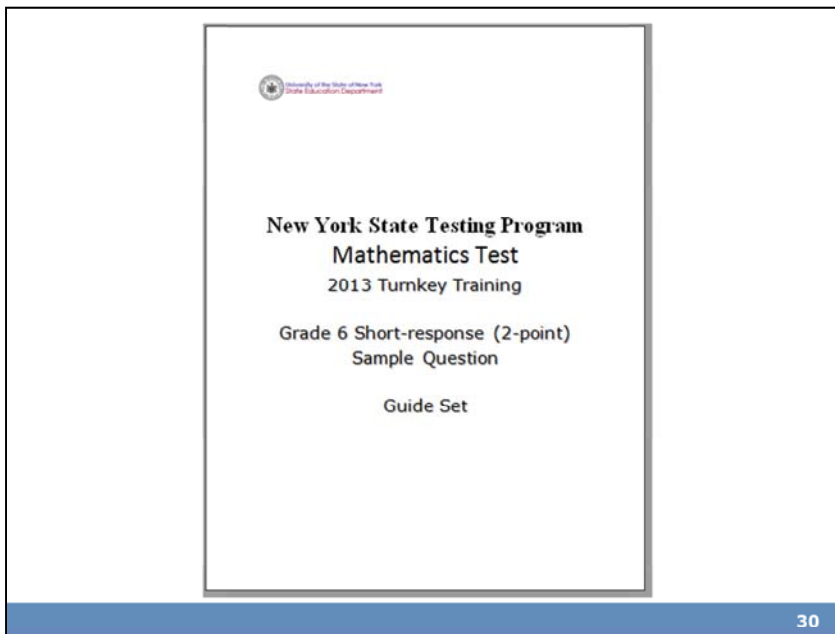 University of the State of New York
State Education Department
New York State Testing Program
Mathematics Test
2013 Turnkey Training
Grade 6 Short-response (2-point)
Sample Question
Guide Set
30